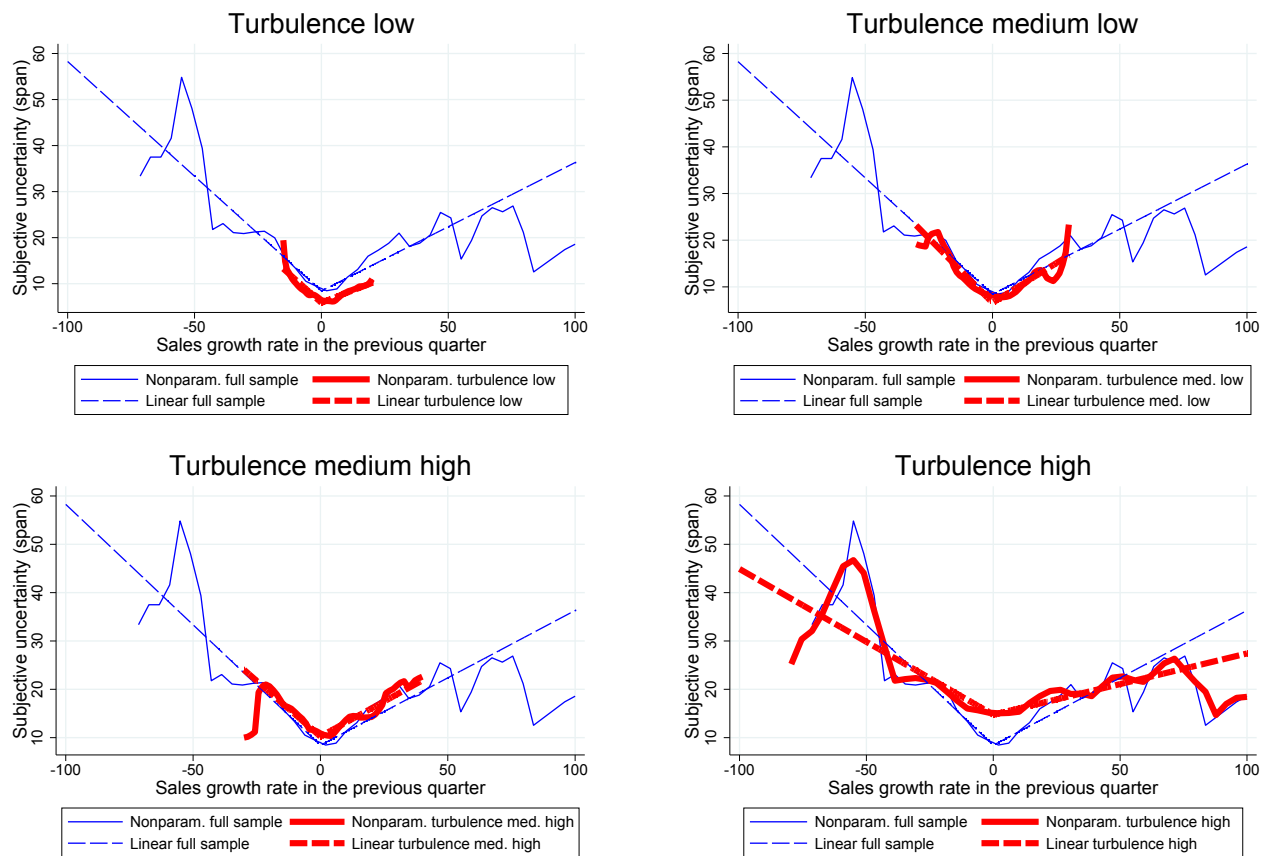 Turbulence low
Subjective uncertainty (span)
60
50
40
30
20
10
-100 -50 0 50 100
Sales growth rate in the previous quarter
Nonparam. full sample Nonparam. turbulence low
Linear full sample Linear turbulence low
Turbulence medium low
Subjective uncertainty (span)
60
50
40
30
20
10
-100 -50 0 50 100
Sales growth rate in the previous quarter
Nonparam. full sample Nonparam. turbulence med. low
Linear full sample Linear turbulence med. low
Turbulence medium high
Subjective uncertainty (span)
60
50
40
30
20
10
-100 -50 0 50 100
Sales growth rate in the previous quarter
Nonparam. full sample Nonparam. turbulence med. high
Linear full sample Linear turbulence med. high
Turbulence high
Subjective uncertainty (span)
60
50
40
30
20
10
-100 -50 0 50 100
Sales growth rate in the previous quarter
Nonparam. full sample Nonparam. turbulence high
Linear full sample Linear turbulence high